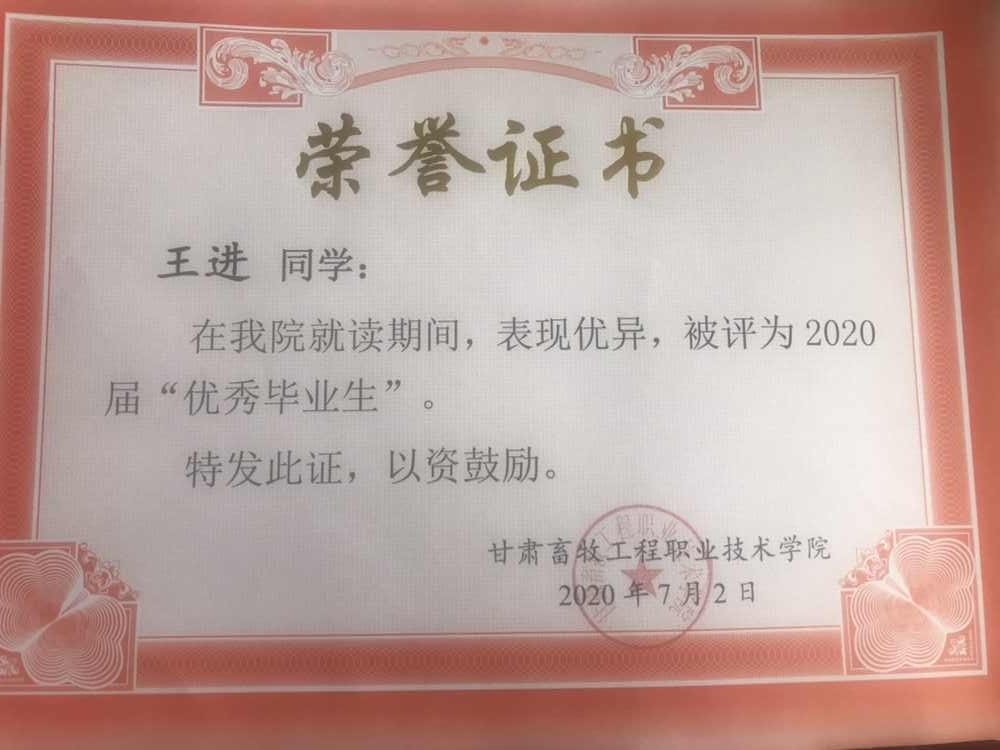 荣誉证书
王进 同学：
在我院就读期间，表现优异，被评为2020
届“优秀毕业生”。
特发此证，以资鼓励。
甘肃畜牧工程职业技术学院
2020年7月2日